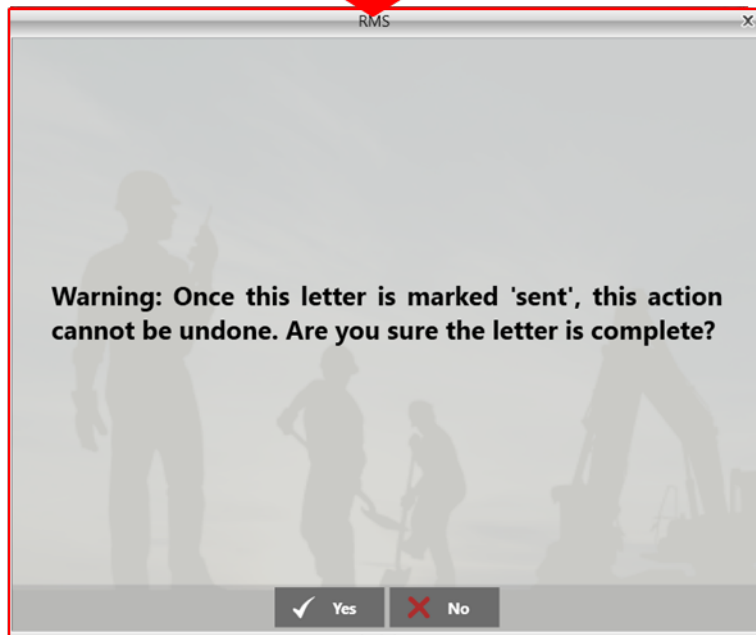 RMS
X
Warning: Once this letter is marked 'sent', this action
cannot be undone. Are you sure the letter is complete?
Yes No